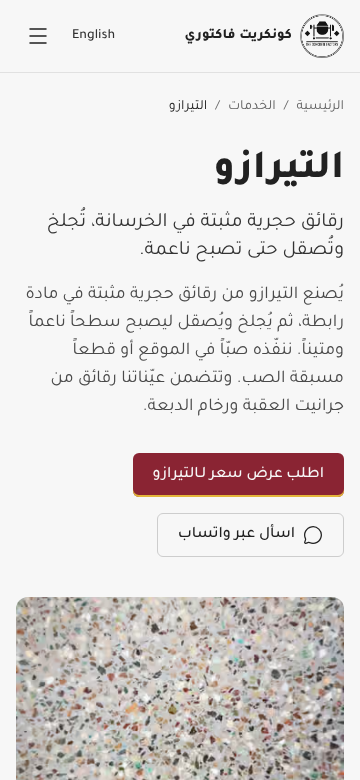 كونكريت فاكتوري
English
الرئيسية / الخدمات / التيرازو
التيرازو
رقائق حجرية مثبتة في الخرسانة، تُجلخ
وتُصقل حتى تصبح ناعمة.
يُصنع التيرازو من رقائق حجرية مثبتة في مادة
رابطة، ثم يُجلخ ويُصقل ليصبح سطحاً ناعماً
ومتيناً. ننفّذه صبّاً في الموقع أو قطعاً
مسبقة الصب. وتتضمن عيّناتنا رقائق من
جرانيت العقبة ورخام الدبعة.
اطلب عرض سعر لـالتيرازو
اسأل عبر واتساب